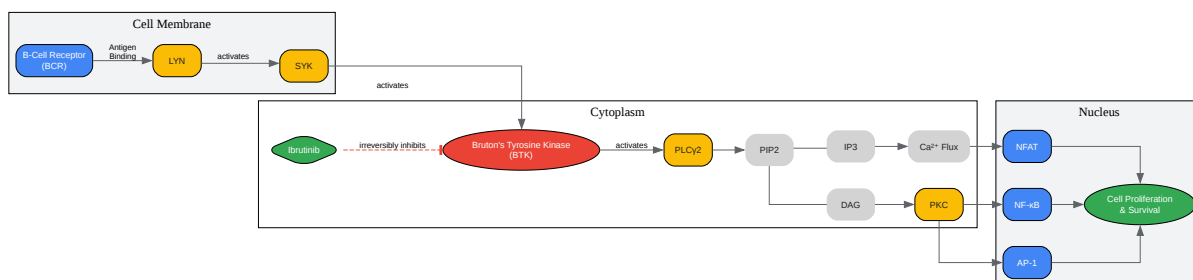 Cell Membrane
B-Cell Receptor
(BCR)
Antigen
Binding
LYN
activates
SYK
activates
Cytoplasm
Ibrutinib
irreversibly inhibits
Bruton's Tyrosine Kinase
(BTK)
activates
PLCγ2
PIP2
IP3
Ca²⁺ Flux
DAG
PKC
Nucleus
NFAT
NF-κB
AP-1
Cell Proliferation
& Survival